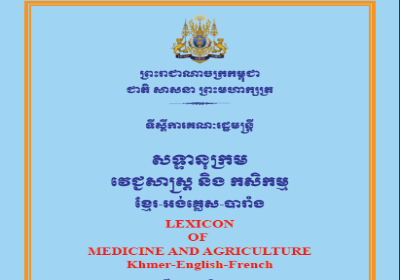 ព្រះរាជាណាចក្រកម្ពុជា
ជាតិ សាសនា ព្រះមហាក្សត្រ
ទីស្តីការគណៈរដ្ឋមន្ត្រី
សទ្ទានុក្រម
វេជ្ជសាស្ត្រ និង កសិកម្ម
ខ្មែរ-អង់គ្លេស-បារាំង
LEXICON
OF
MEDICINE AND AGRICULTURE
Khmer-English-French